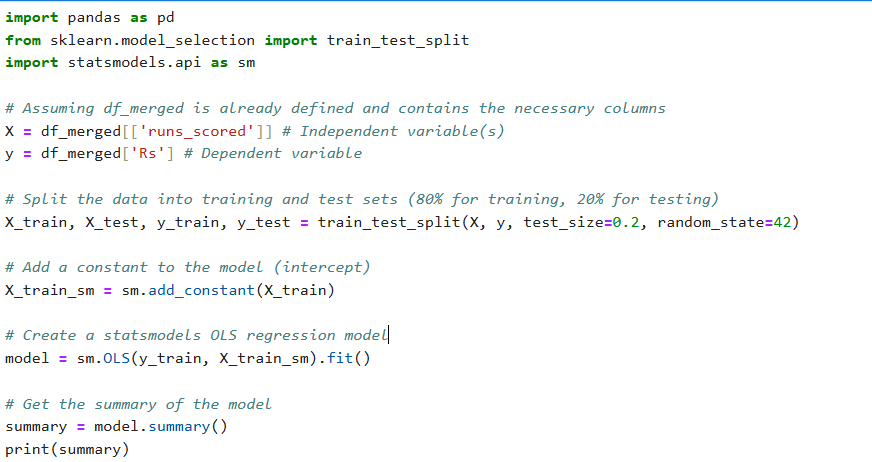 import pandas as pd
from sklearn.model_selection import train_test_split
import statsmodels.api as sm
# Assuming df_merged is already defined and contains the necessary columns
X = df_merged[['runs_scored']] # Independent variable(s)
y = df_merged['Rs'] # Dependent variable
# Split the data into training and test sets (80% for training, 20% for testing)
X_train, X_test, y_train, y_test = train_test_split(X, y, test_size=0.2, random_state=42)
# Add a constant to the model (intercept)
X_train_sm = sm.add_constant(X_train)
# Create a statsmodels OLS regression model
model = sm.OLS(y_train, X_train_sm).fit()
# Get the summary of the model
summary = model.summary()
print(summary)